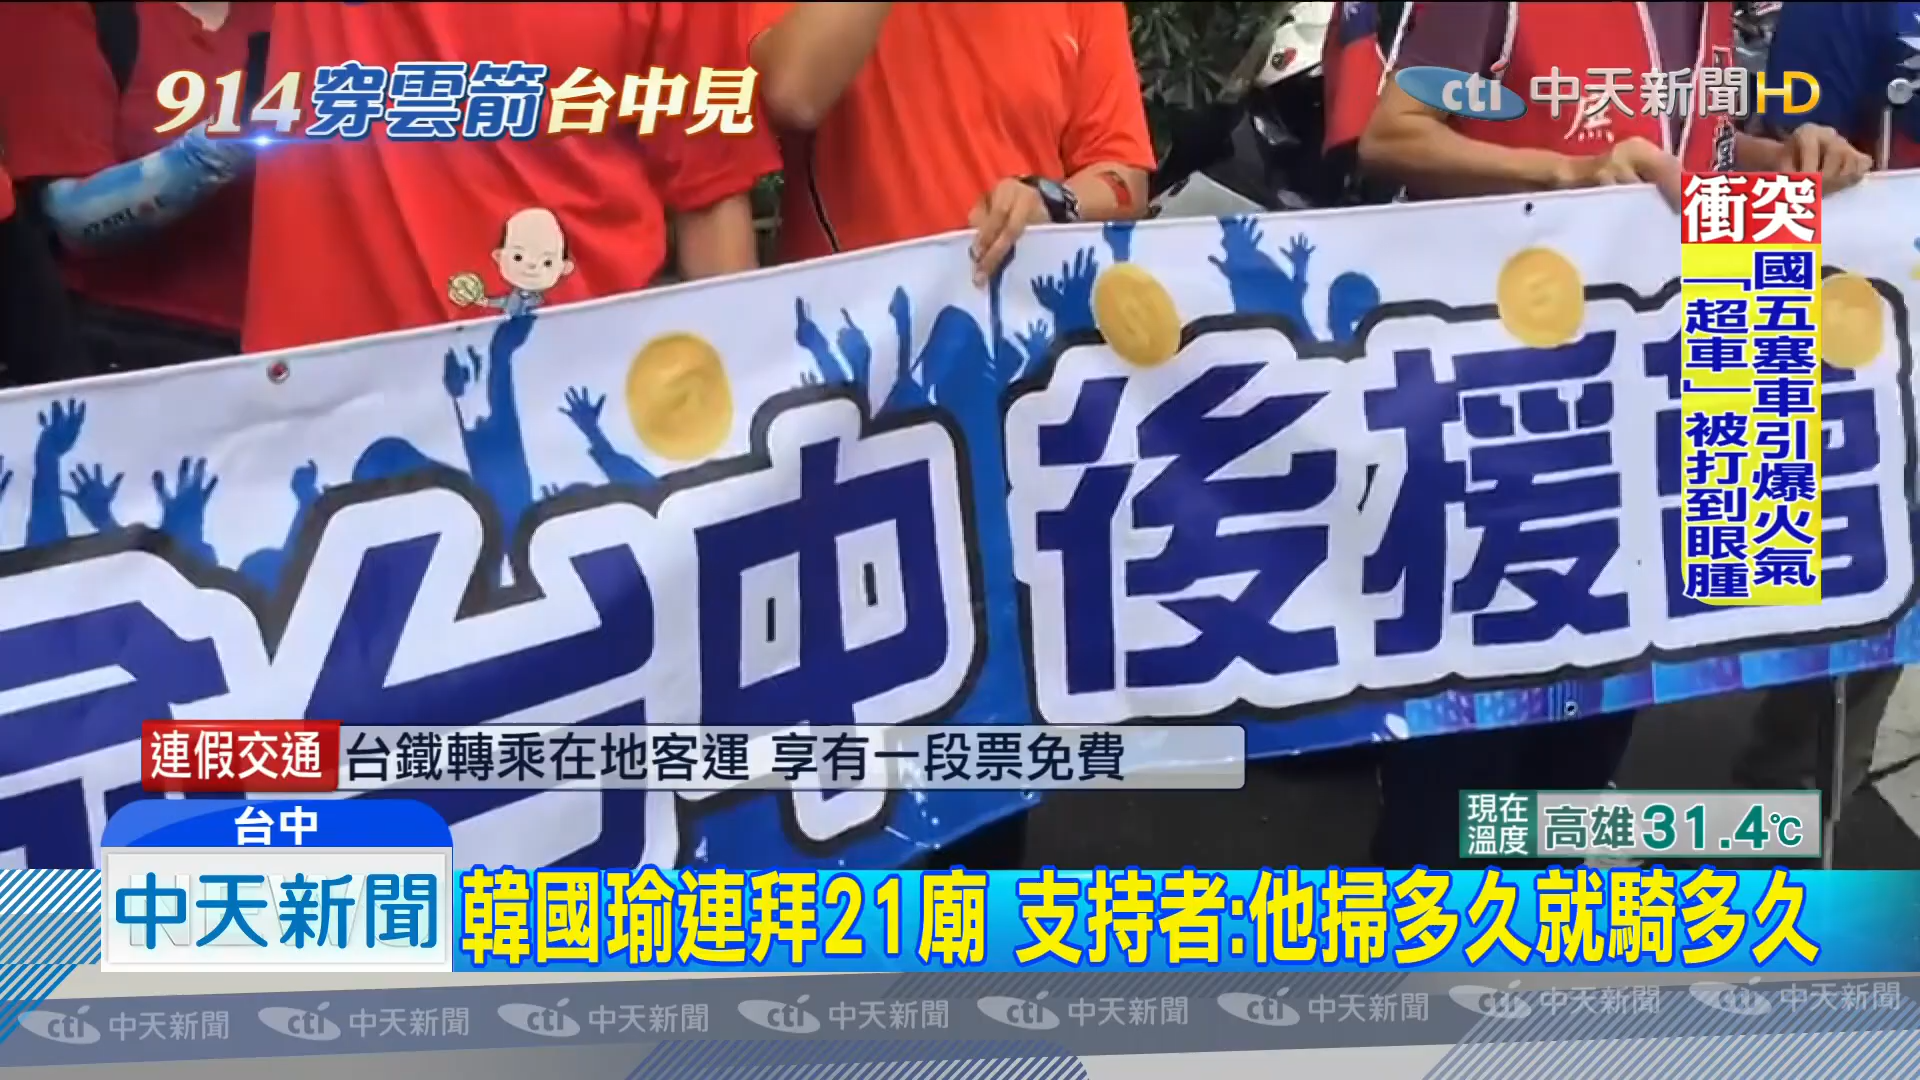 914穿雲箭台中見
cti 中天新聞HD
衝突
國五塞車引爆火氣
「超車」被打到眼腫
台中後援
連假交通 台鐵轉乘在地客運 享有一段票免費
現在溫度 高雄31.4℃
台中
中天新聞
韓國瑜連拜21廟 支持者:他掃多久就騎多久
cti 中天新聞 cti 中天新聞 cti 中天新聞 cti 中天新聞 cti 中天新聞 cti 中天新聞 cti 中天新聞 cti 中天新聞